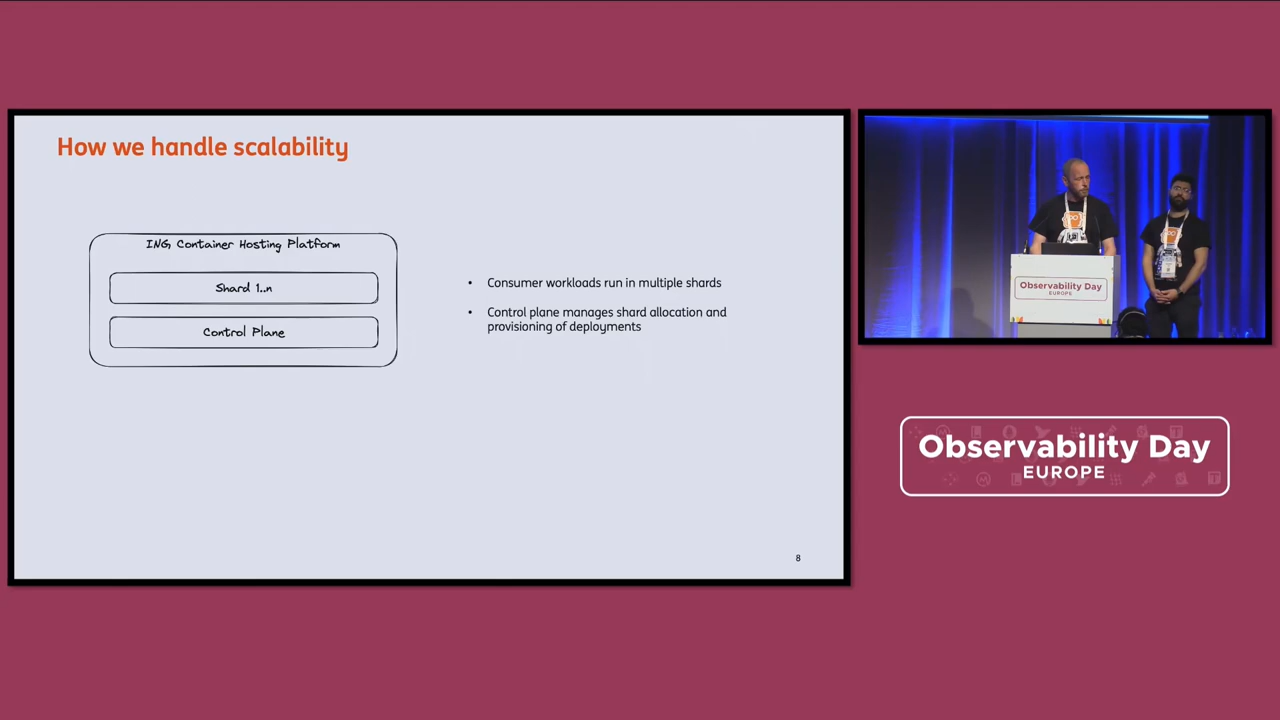 How we handle scalability
ING Container Hosting Platform
Shard 1..n
Control Plane
• Consumer workloads run in multiple shards
• Control plane manages shard allocation and
provisioning of deployments
8
Observability Day
EUROPE
Observability Day
EUROPE